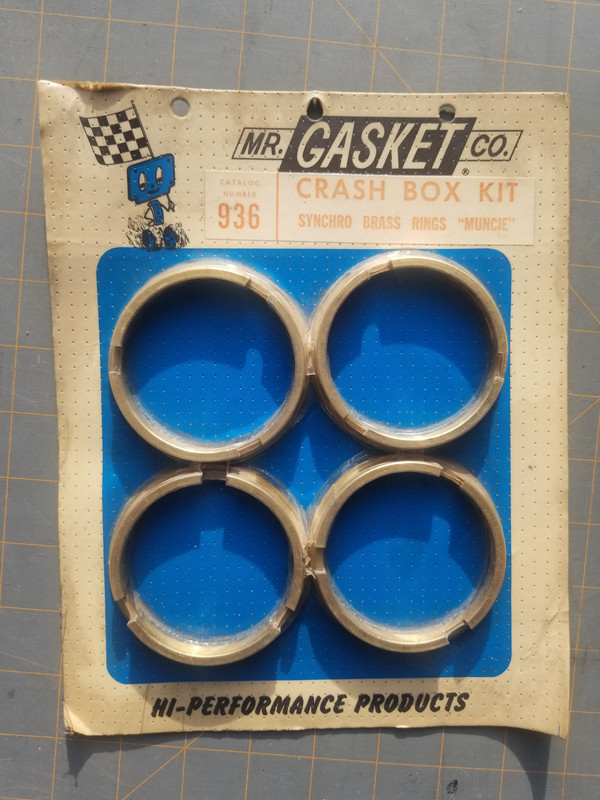 MR. GASKET CO.
®
CATALOG NUMBER
936
CRASH BOX KIT
SYNCHRO BRASS RINGS "MUNCIE"
HI-PERFORMANCE PRODUCTS